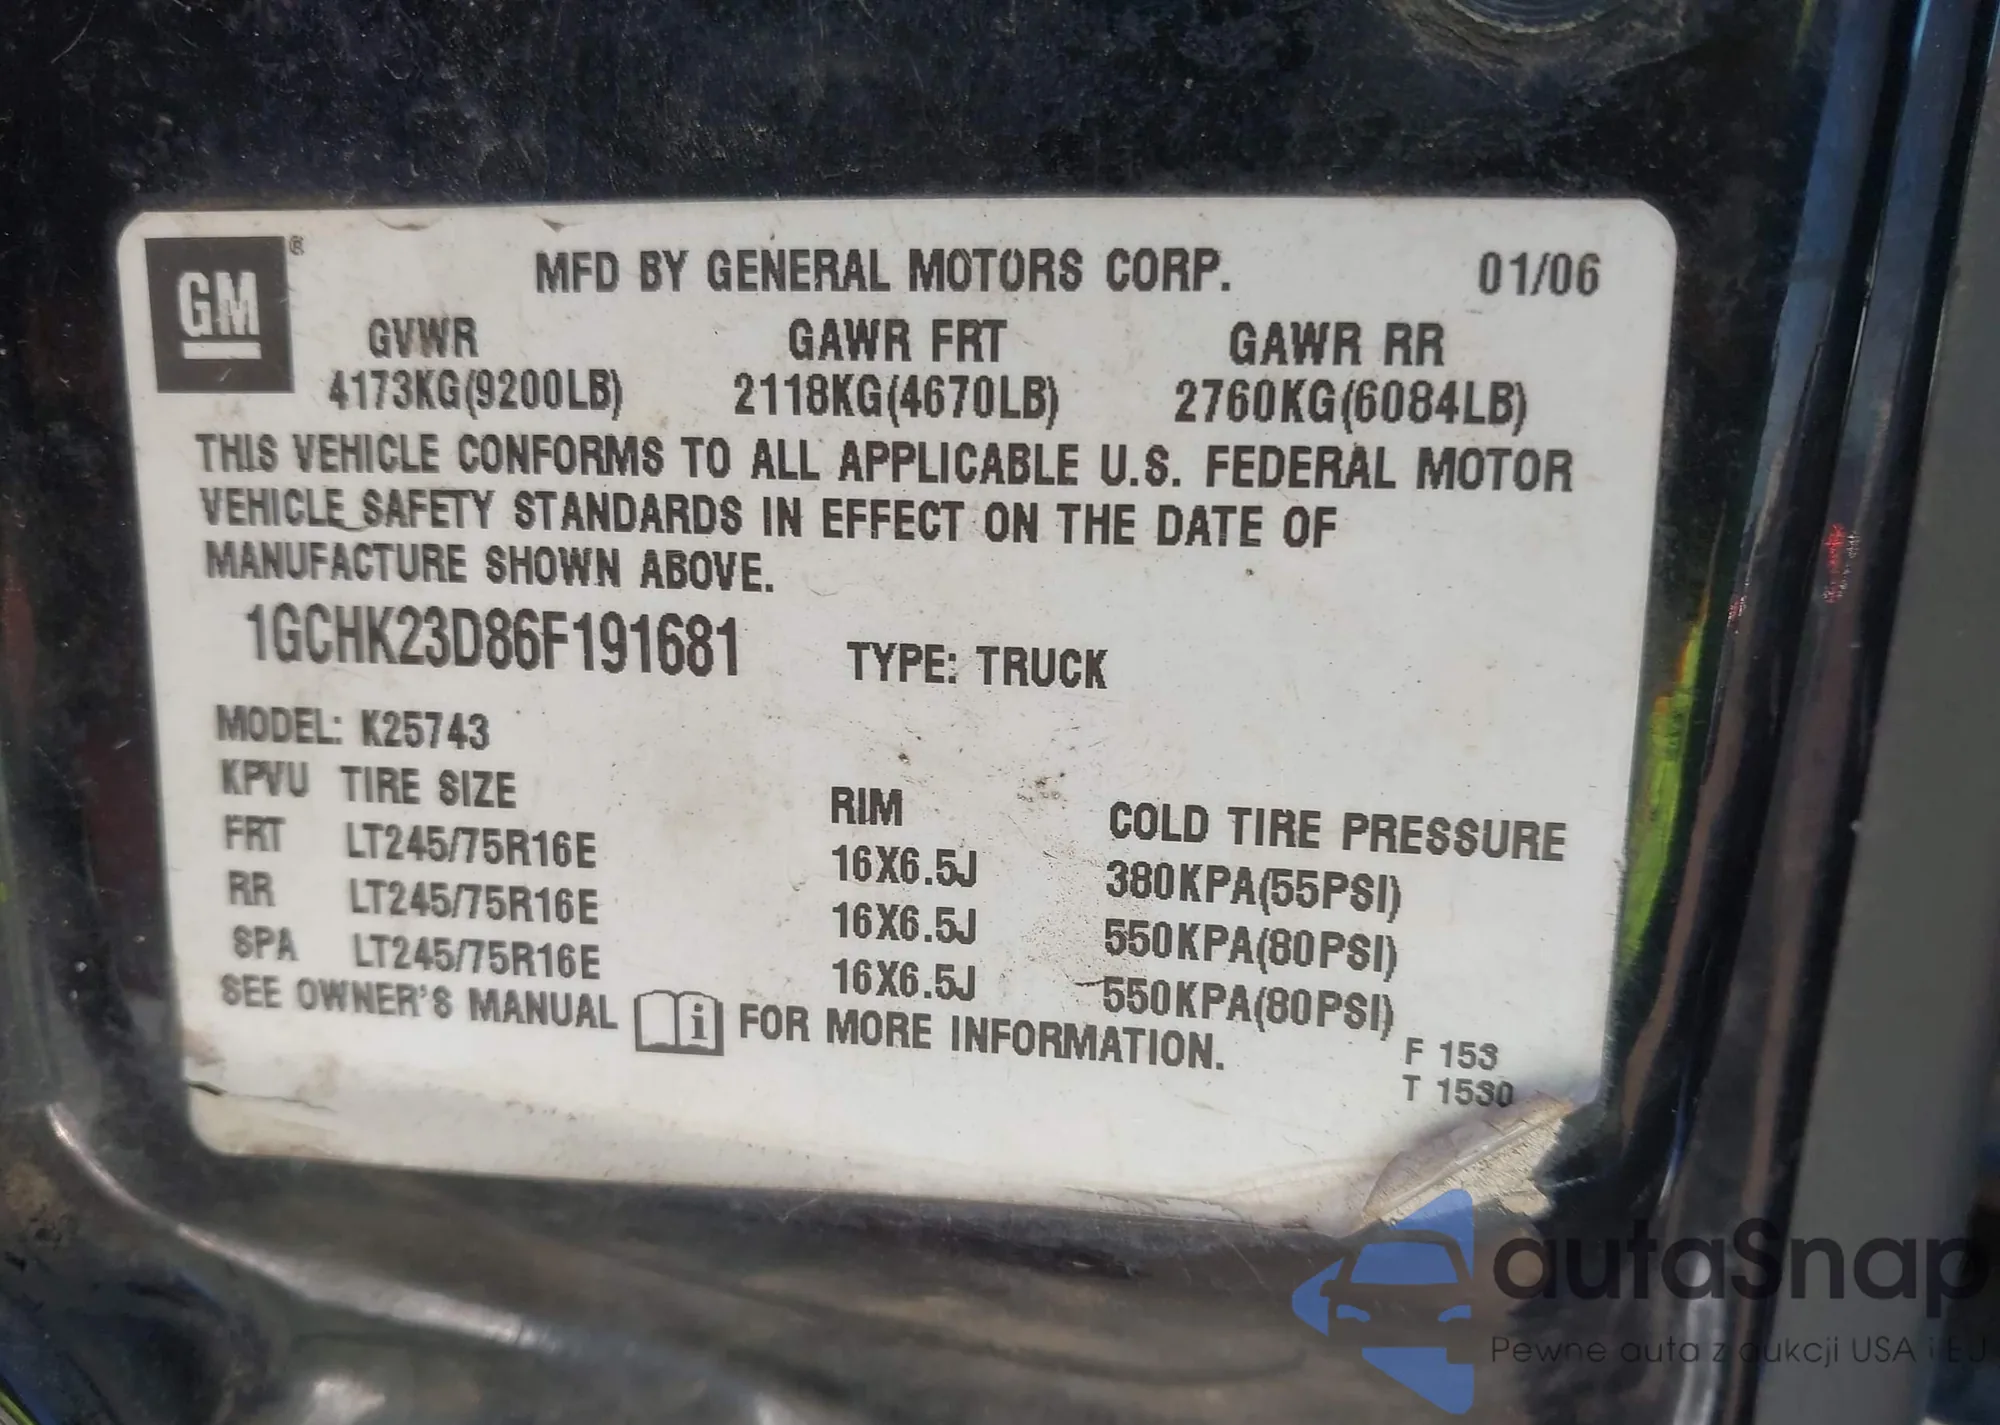 GM ®
MFD BY GENERAL MOTORS CORP. 01/06
GVWR GAWR FRT GAWR RR
4173KG(9200LB) 2118KG(4670LB) 2760KG(6084LB)
THIS VEHICLE CONFORMS TO ALL APPLICABLE U.S. FEDERAL MOTOR
VEHICLE SAFETY STANDARDS IN EFFECT ON THE DATE OF
MANUFACTURE SHOWN ABOVE.
1GCHK23D86F191681 TYPE: TRUCK
MODEL: K25743
KPVU TIRE SIZE RIM COLD TIRE PRESSURE
FRT LT245/75R16E 16X6.5J 380KPA(55PSI)
RR LT245/75R16E 16X6.5J 550KPA(80PSI)
SPA LT245/75R16E 16X6.5J 550KPA(80PSI)
SEE OWNER'S MANUAL i FOR MORE INFORMATION.
F 153
T 1530
autaSnap
Pewne auta z aukcji USA i EU